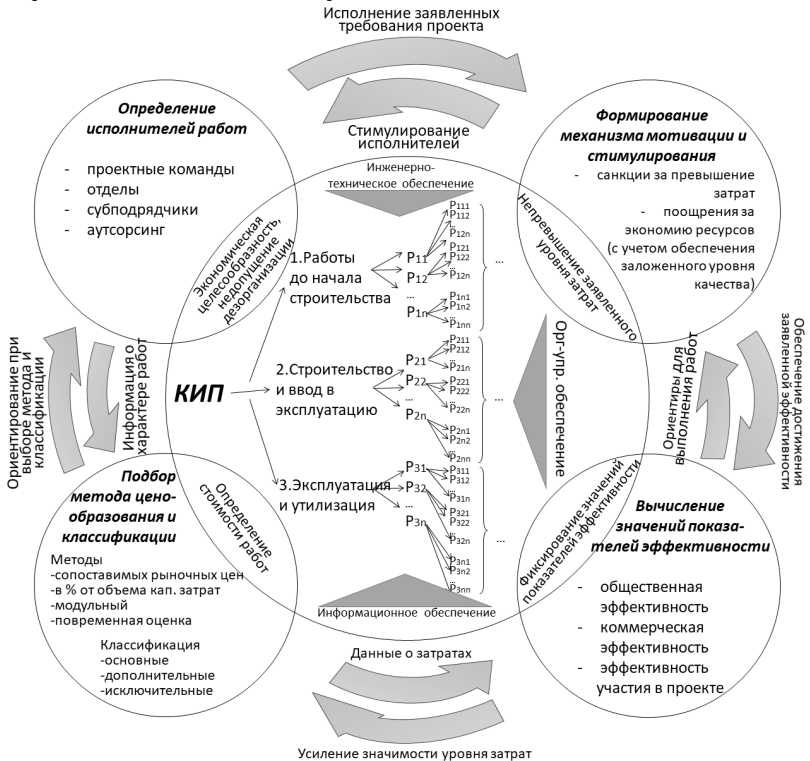 Исполнение заявленных
требования проекта
Стимулирование
исполнителей
Определение
исполнителей работ
- проектные команды
- отделы
- субподрядчики
- аутсорсинг
Экономическая
целесообразность,
недопущение
дезорганизации
Формирование
механизма мотивации и
стимулирования
- санкции за превышение
затрат
- поощрения за
экономию ресурсов
(с учетом обеспечения
заложенного уровня
качества)
Непревышение заявленного
уровня затрат
Инженерно-
техническое обеспечение
КИП
1.Работы
до начала
строительства
P11
P12
...
P1n
P111
P112
...
P12n
P121
P122
...
P12n
P1n1
P1n2
...
P1nn
...
...
2.Строительство
и ввод в
эксплуатацию
P21
P22
...
P2n
P211
P212
...
P21n
P221
P222
...
P22n
P2n1
P2n2
...
P2nn
...
3.Эксплуатация
и утилизация
P31
P32
...
P3n
P311
P312
...
P31n
P321
P322
...
P32n
P3n1
P3n2
...
P3nn
...
Орг-упр. обеспечение
Информационное обеспечение
Ориентирование при
выборе метода и
классификации
Информация о
характере работ
Ориентиры для
выполнения работ
Обеспечение достижения
заявленной эффективности
Подбор
метода цено-
образования и
классификации
Методы
-сопоставимых рыночных цен
-в % от объема кап. затрат
-модульный
-повременная оценка
Классификация
-основные
-дополнительные
-исключительные
Определение
стоимости работ
Фиксирование значений
показателей эффективности
Вычисление
значений показа-
телей эффективности
- общественная
эффективность
- коммерческая
эффективность
- эффективность
участия в проекте
Данные о затратах
Усиление значимости уровня затрат